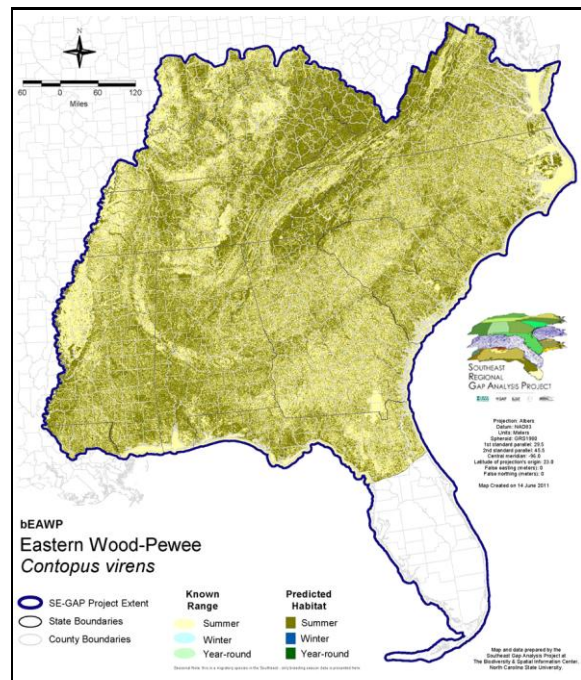 N
60 0 60 120
Miles
SOUTHEAST
REGIONAL
GAP ANALYSIS PROJECT
Projection: Albers
Datum: NAD83
Units: Meters
Spheroid: GRS1980
1st standard parallel: 29.5
2nd standard parallel: 45.5
Central meridian: -96.0
Latitude of projection's origin: 23.0
False easting (meters): 0
False northing (meters): 0
Map Created on 14 June 2011
bEAWP
Eastern Wood-Pewee
Contopus virens
SE-GAP Project Extent
State Boundaries
County Boundaries
Known
Range
Summer
Winter
Year-round
Predicted
Habitat
Summer
Winter
Year-round
Map and data prepared by the
Southeast Gap Analysis Project at
The Biodiversity & Spatial Information Center,
North Carolina State University.